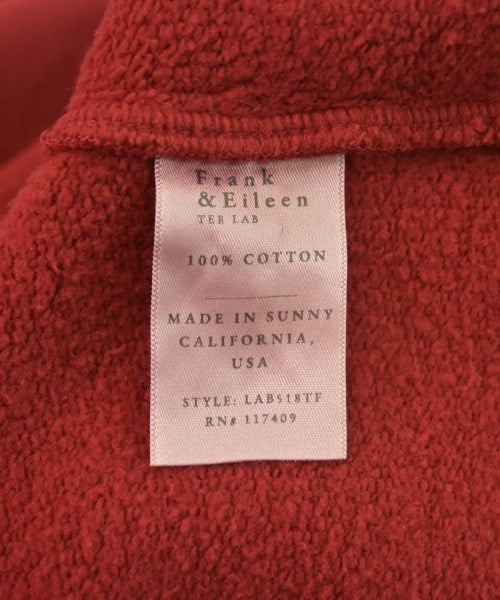 Frank
& Eileen
TEE LAB
100% COTTON
MADE IN SUNNY
CALIFORNIA,
USA
STYLE: LAB518TF
RN# 117409